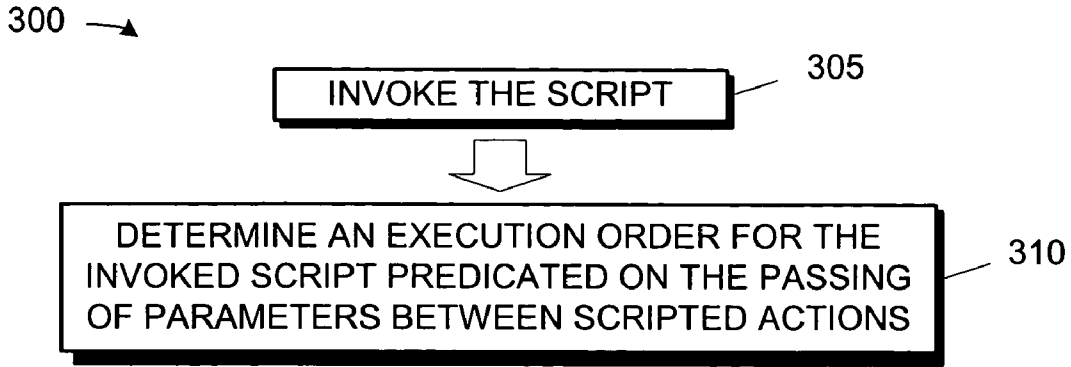 300
INVOKE THE SCRIPT
305
DETERMINE AN EXECUTION ORDER FOR THE
INVOKED SCRIPT PREDICATED ON THE PASSING
OF PARAMETERS BETWEEN SCRIPTED ACTIONS
310